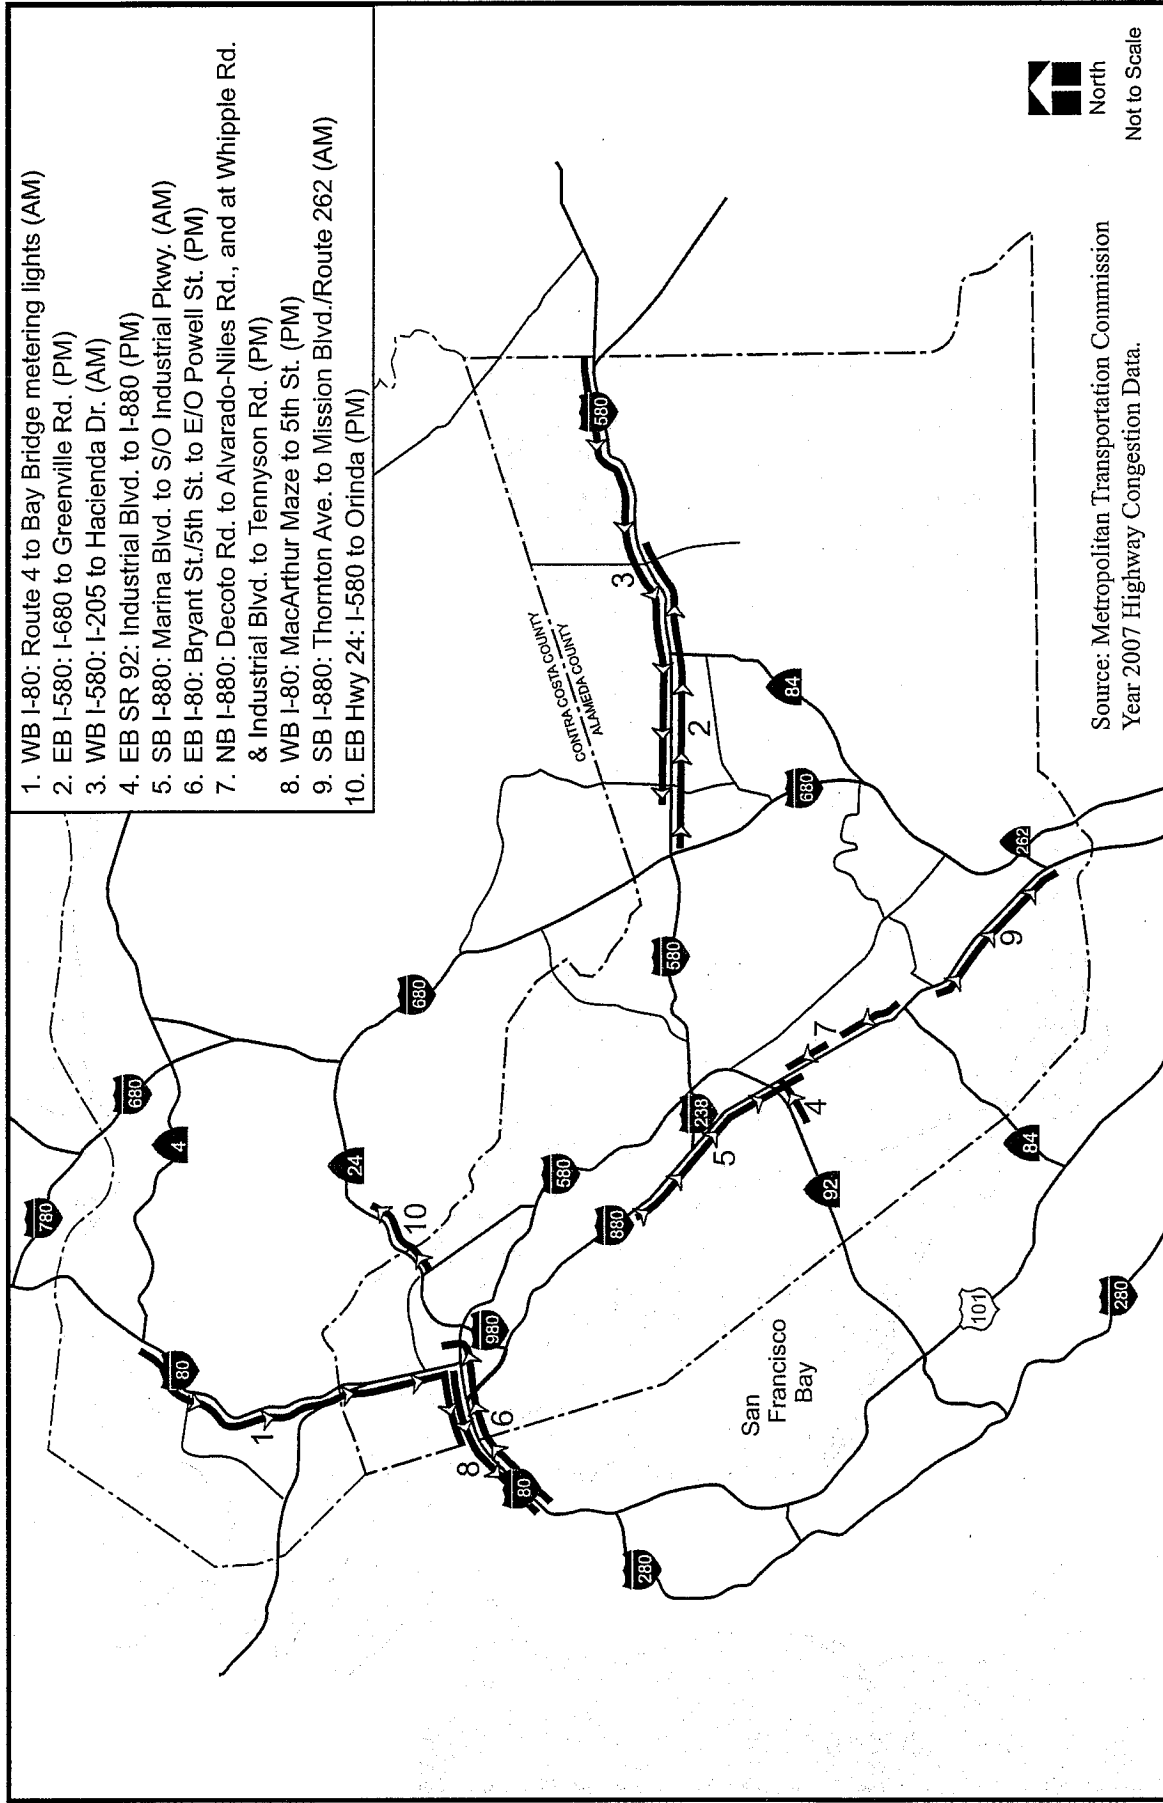 1. WB I-80: Route 4 to Bay Bridge metering lights (AM)
2. EB I-580: I-680 to Greenville Rd. (PM)
3. WB I-580: I-205 to Hacienda Dr. (AM)
4. EB SR 92: Industrial Blvd. to I-880 (PM)
5. SB I-880: Marina Blvd. to S/O Industrial Pkwy. (AM)
6. EB I-80: Bryant St./5th St. to E/O Powell St. (PM)
7. NB I-880: Decoto Rd. to Alvarado-Niles Rd., and at Whipple Rd.
& Industrial Blvd. to Tennyson Rd. (PM)
8. WB I-80: MacArthur Maze to 5th St. (PM)
9. SB I-880: Thornton Ave. to Mission Blvd./Route 262 (AM)
10. EB Hwy 24: I-580 to Orinda (PM)
780
680
4
80
1
24
680
10
980
580
8
6
80
280
880
238
5
580
CONTRA COSTA COUNTY
ALAMEDA COUNTY
3
580
2
84
680
4
7
92
San
Francisco
Bay
101
84
280
9
262
North
Not to Scale
Source: Metropolitan Transportation Commission
Year 2007 Highway Congestion Data.